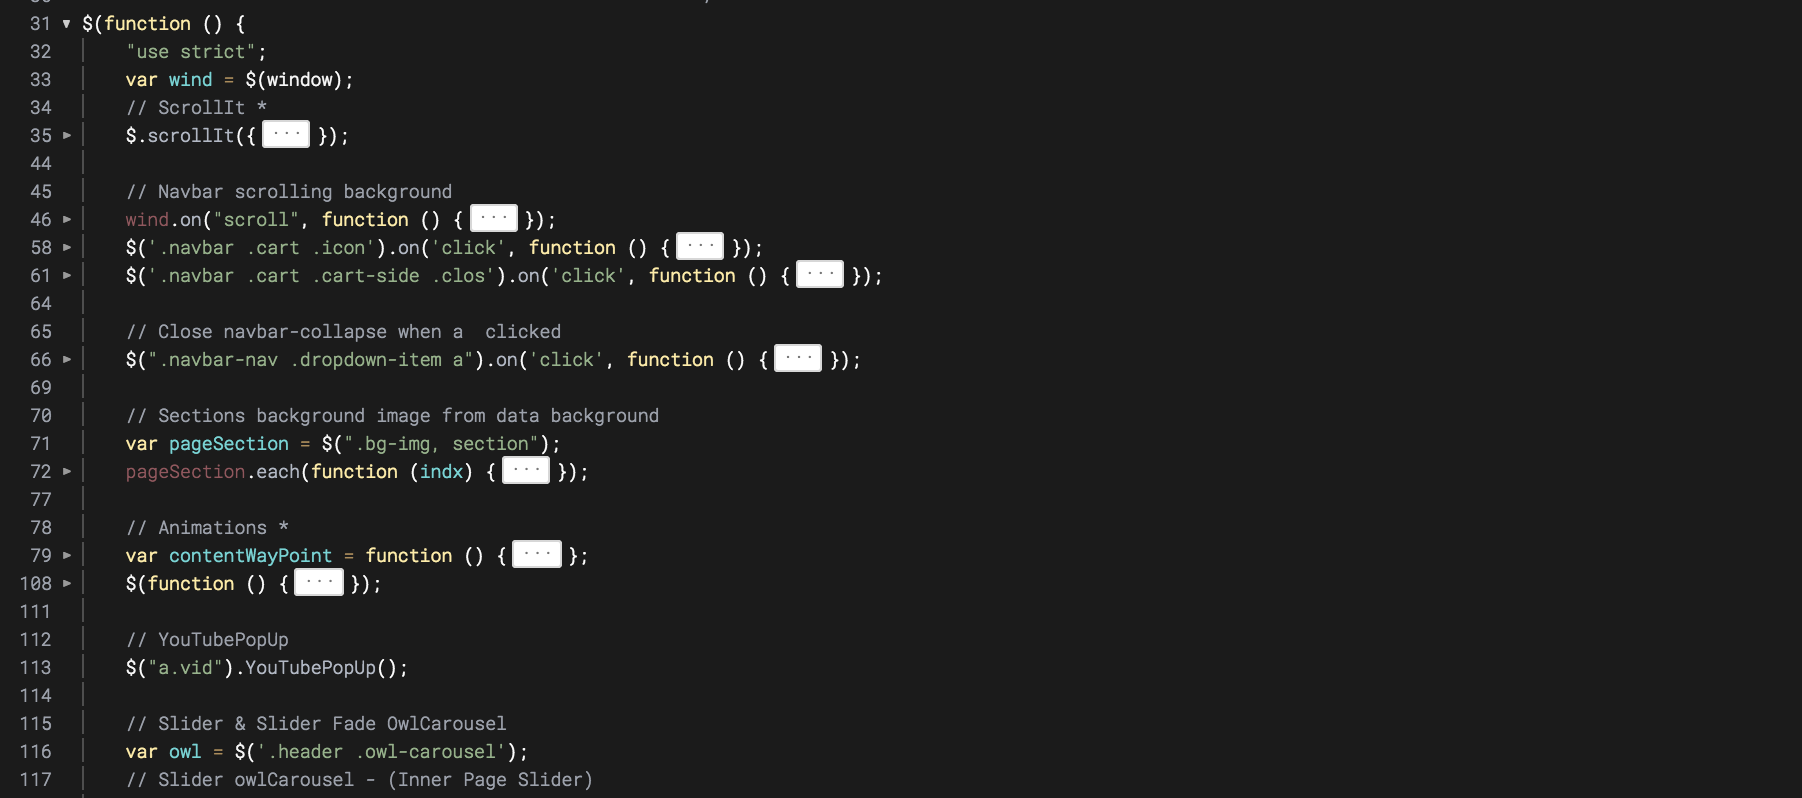 31 ▼ $(function () {
32 "use strict";
33 var wind = $(window);
34 // ScrollIt *
35 ▶ $.scrollIt({ ··· });
44
45 // Navbar scrolling background
46 ▶ wind.on("scroll", function () { ··· });
58 ▶ $('.navbar .cart .icon').on('click', function () { ··· });
61 ▶ $('.navbar .cart .cart-side .clos').on('click', function () { ··· });
64
65 // Close navbar-collapse when a  clicked
66 ▶ $(".navbar-nav .dropdown-item a").on('click', function () { ··· });
69
70 // Sections background image from data background
71 var pageSection = $(".bg-img, section");
72 ▶ pageSection.each(function (indx) { ··· });
77
78 // Animations *
79 ▶ var contentWayPoint = function () { ··· };
108 ▶ $(function () { ··· });
111
112 // YouTubePopUp
113 $("a.vid").YouTubePopUp();
114
115 // Slider & Slider Fade OwlCarousel
116 var owl = $('.header .owl-carousel');
117 // Slider owlCarousel - (Inner Page Slider)